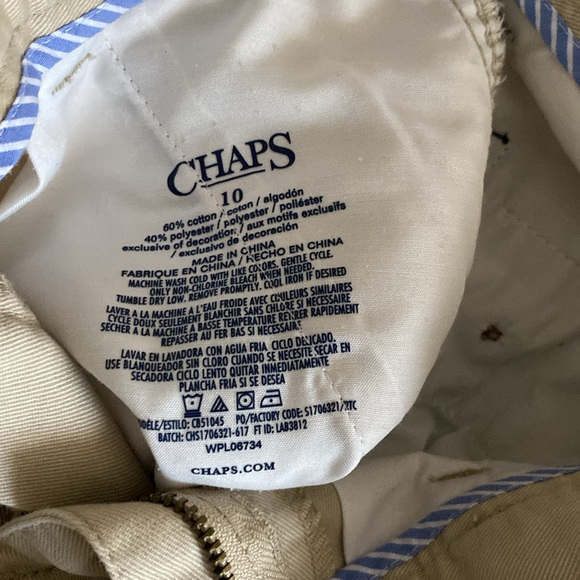 CHAPS
10
60% cotton / coton / algodón
40% polyester / polyester / poliéster
exclusive of decoration / aux motifs exclusifs
/ exclusivo de decoración
MADE IN CHINA
FABRIQUE EN CHINA / HECHO EN CHINA
MACHINE WASH COLD WITH LIKE COLORS. GENTLE CYCLE.
ONLY NON-CHLORINE BLEACH WHEN NEEDED.
TUMBLE DRY LOW. REMOVE PROMPTLY. COOL IRON IF DESIRED
LAVER A LA MACHINE A L'EAU FROIDE AVEC COULEURS SIMILAIRES
CYCLE DOUX SEULEMENT BLANCHIR SANS CHLORE SI NECESSAIRE
SÉCHER A LA MACHINE A BASSE TEMPERATURE RETIRER RAPIDEMENT
REPASSER AU FER BAS SI NECESSAIRE
LAVAR EN LAVADORA CON AGUA FRIA CICLO DELICADO.
USE BLANQUEADOR SIN CLORO CUANDO SE NECESITE SECAR EN
SECADORA CICLO LENTO QUITAR INMEDIATAMENTE
PLANCHA FRIA SI SE DESEA
/ESTILO: CB51045 PO/FACTORY CODE: S1706321/
BATCH: CHS1706321-617 FT ID: LAB3812
WPL06734
CHAPS.COM